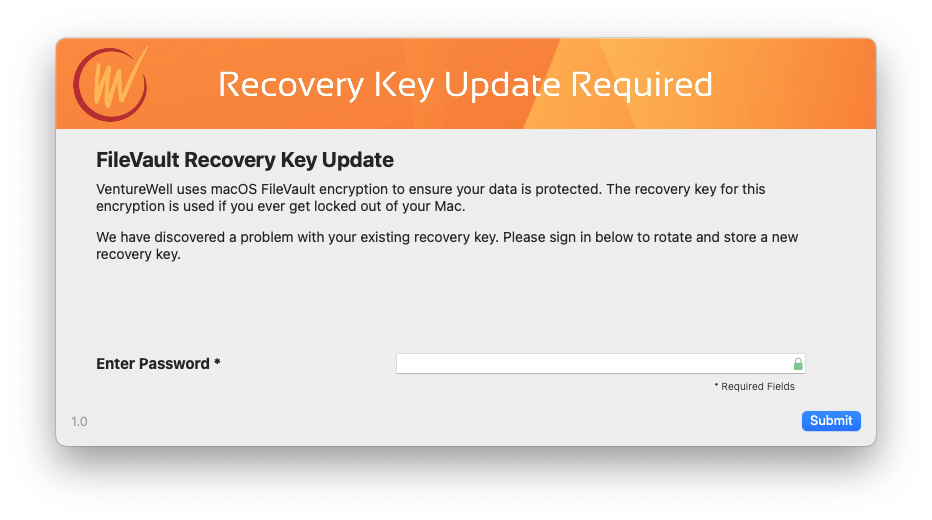 Recovery Key Update Required
FileVault Recovery Key Update
VentureWell uses macOS FileVault encryption to ensure your data is protected. The recovery key for this
encryption is used if you ever get locked out of your Mac.
We have discovered a problem with your existing recovery key. Please sign in below to rotate and store a new
recovery key.
Enter Password *
* Required Fields
1.0
Submit